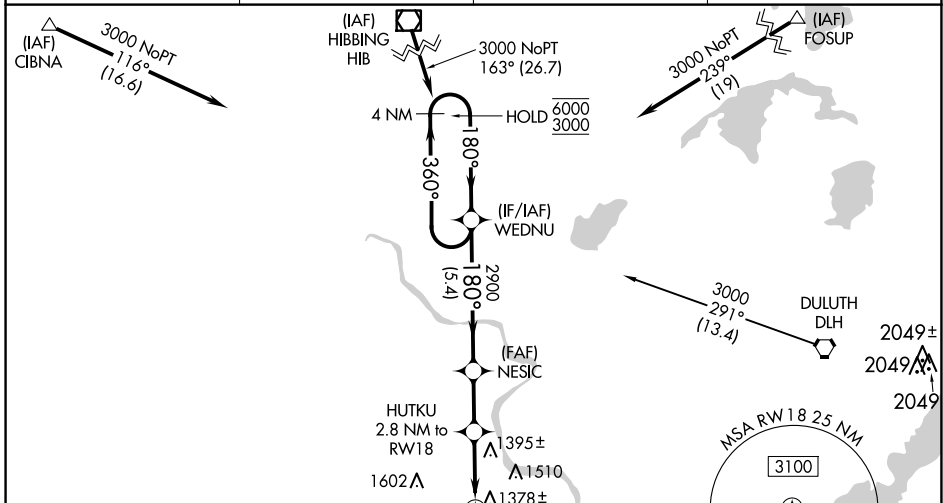 (IAF)
CIBNA
3000 NoPT
116°
(16.6)
(IAF)
HIBBING
HIB
3000 NoPT
163° (26.7)
3000 NoPT
239°
(19)
(IAF)
FOSUP
4 NM
HOLD
6000
3000
180°
360°
(IF/IAF)
WEDNU
2900
180°
(5.4)
3000
291°
(13.4)
DULUTH
DLH
2049±
2049
2049
(FAF)
NESIC
HUTKU
2.8 NM to
RW18
1395±
1602
1510
1378±
MSA RW18 25 NM
3100